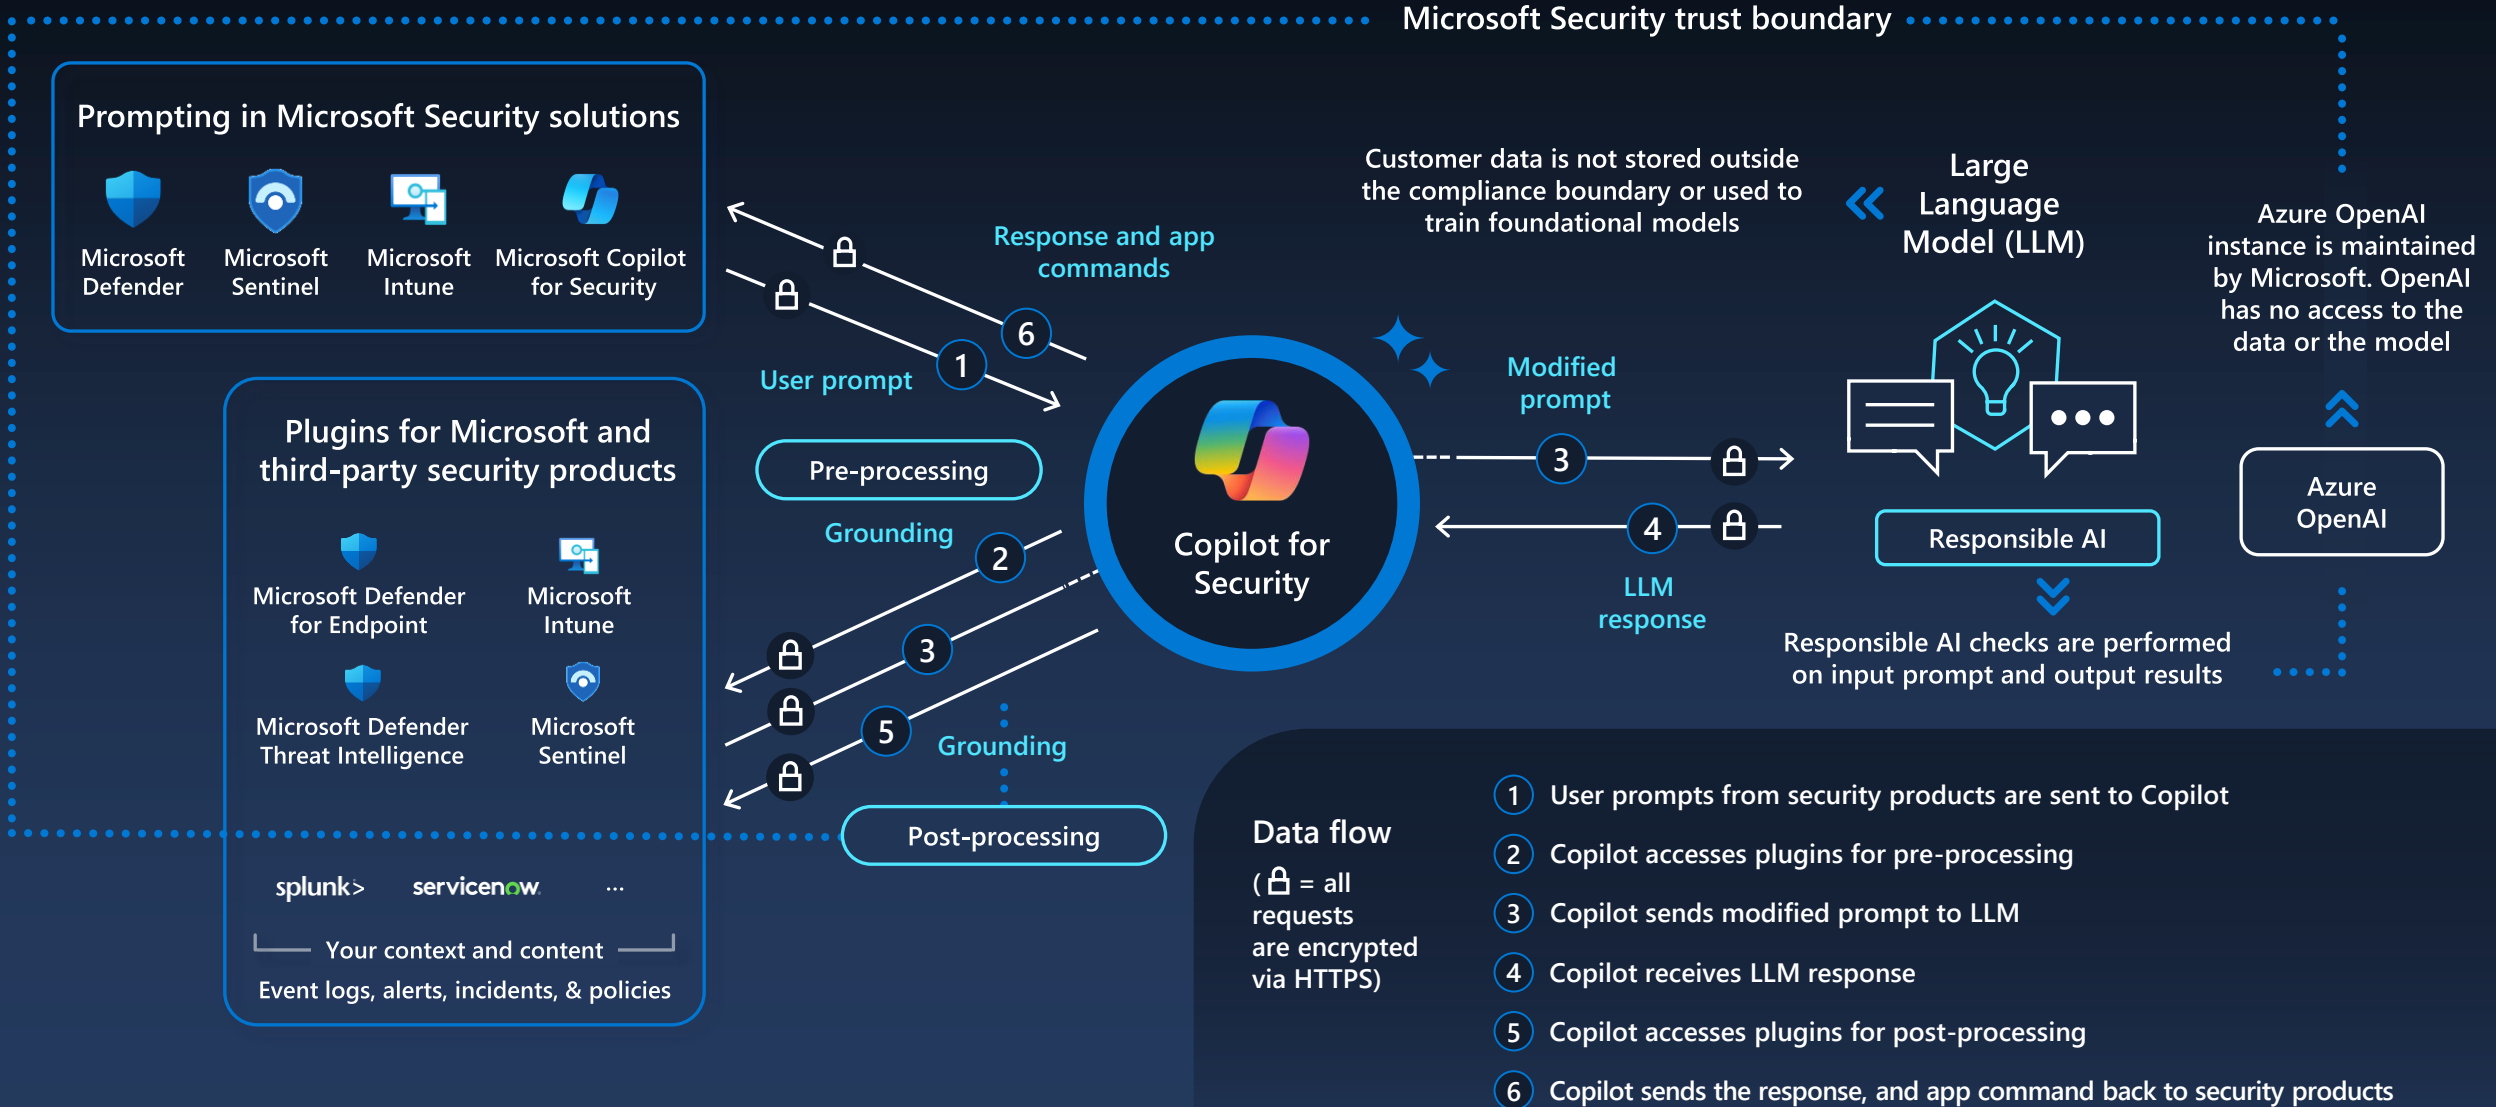 Microsoft Security trust boundary
Prompting in Microsoft Security solutions
Microsoft
Defender
Microsoft
Sentinel
Microsoft
Intune
Microsoft Copilot
for Security
Response and app
commands
6
1
User prompt
Customer data is not stored outside
the compliance boundary or used to
train foundational models
Large
Language
Model (LLM)
Azure OpenAI
instance is maintained
by Microsoft. OpenAI
has no access to the
data or the model
Plugins for Microsoft and
third-party security products
Microsoft Defender
for Endpoint
Microsoft
Intune
Microsoft Defender
Threat Intelligence
Microsoft
Sentinel
splunk>
servicenow
...
Your context and content
Event logs, alerts, incidents, & policies
Pre-processing
Grounding
2
3
5
Grounding
Post-processing
Copilot for
Security
Modified
prompt
3
4
LLM
response
Responsible AI
Responsible AI checks are performed
on input prompt and output results
Azure
OpenAI
Data flow
( = all
requests
are encrypted
via HTTPS)
1 User prompts from security products are sent to Copilot
2 Copilot accesses plugins for pre-processing
3 Copilot sends modified prompt to LLM
4 Copilot receives LLM response
5 Copilot accesses plugins for post-processing
6 Copilot sends the response, and app command back to security products